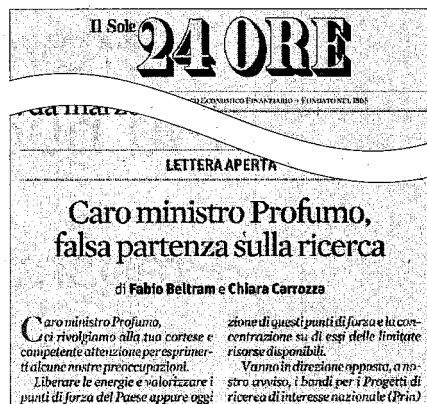 Il Sole
24 ORE
ECONOMICO FINANZIARIO • FONDATO NEL 1865
da marzo
LETTERA APERTA
Caro ministro Profumo,
falsa partenza sulla ricerca
di Fabio Beltram e Chiara Carrozza
Caro ministro Profumo,
ci rivolgiamo alla tua cortese e
competente attenzione per esprimer-
ti alcune nostre preoccupazioni.
Liberare le energie e valorizzare i
punti di forza del Paese appare oggi
zione di questi punti di forza e la con-
centrazione su di essi delle limitate
risorse disponibili.
Vanno in direzione opposta, a no-
stro avviso, i bandi per i Progetti di
ricerca di interesse nazionale (Prin)